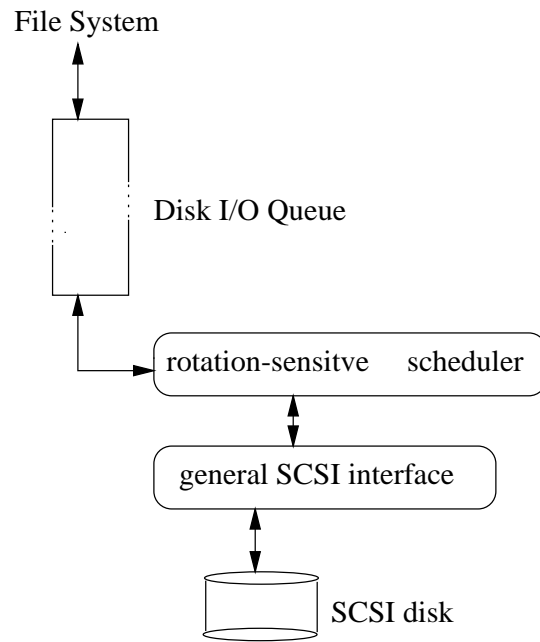 File System
Disk I/O Queue
rotation-sensitve scheduler
general SCSI interface
SCSI disk